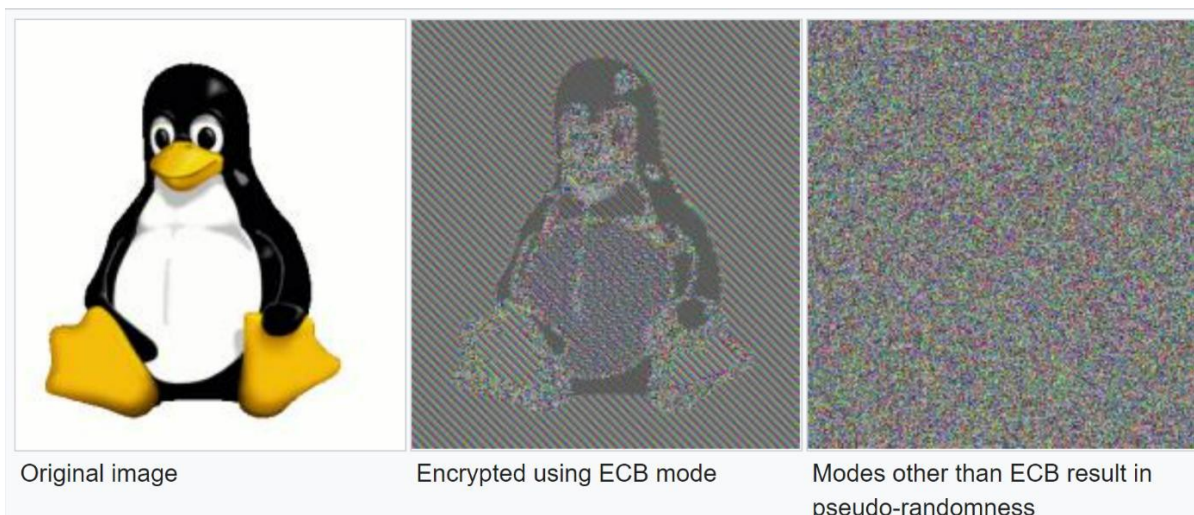 Original image
Encrypted using ECB mode
Modes other than ECB result in
pseudo-randomness